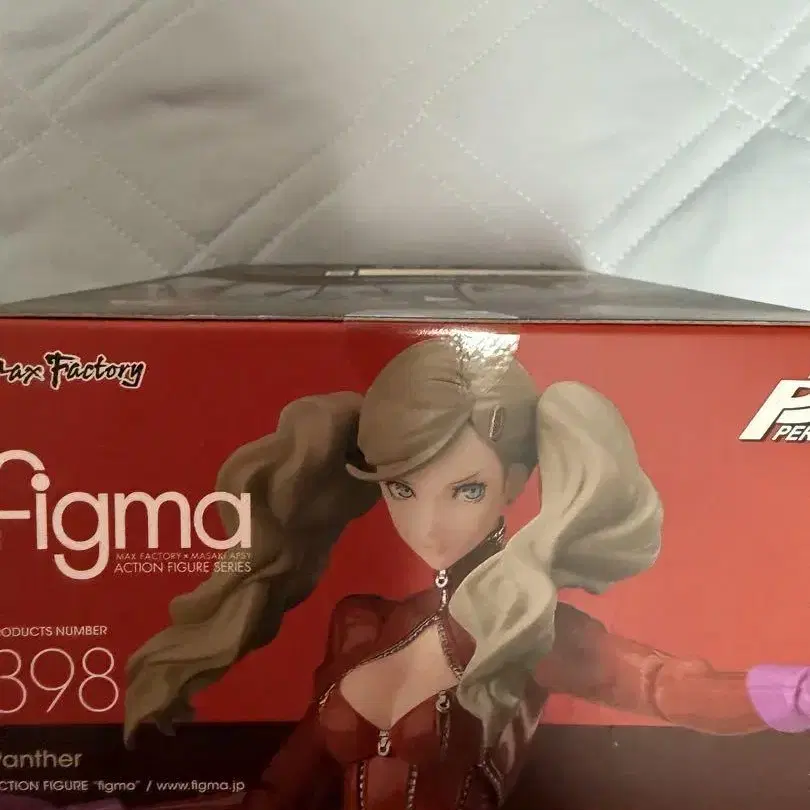 Max Factory
figma
MAX FACTORY × MASAKI APSY
ACTION FIGURE SERIES
P5
PER
PRODUCTS NUMBER
398
Panther
ACTION FIGURE "figma" / www.figma.jp